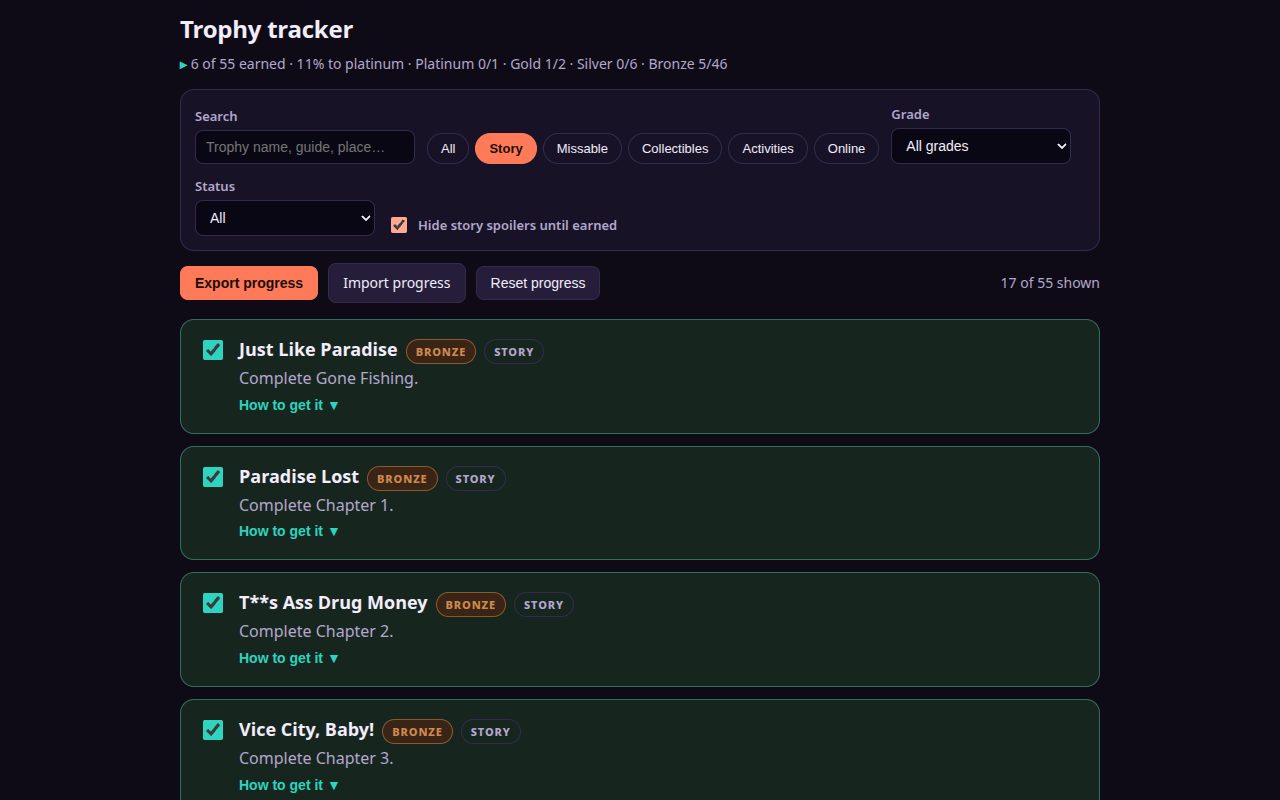 Trophy tracker
▸ 6 of 55 earned · 11% to platinum · Platinum 0/1 · Gold 1/2 · Silver 0/6 · Bronze 5/46
Search
Grade
Trophy name, guide, place…
All
Story
Missable
Collectibles
Activities
Online
All grades
Status
All
Hide story spoilers until earned
Export progress
Import progress
Reset progress
17 of 55 shown
Just Like Paradise BRONZE STORY
Complete Gone Fishing.
How to get it ▼
Paradise Lost BRONZE STORY
Complete Chapter 1.
How to get it ▼
T**s Ass Drug Money BRONZE STORY
Complete Chapter 2.
How to get it ▼
Vice City, Baby! BRONZE STORY
Complete Chapter 3.
How to get it ▼